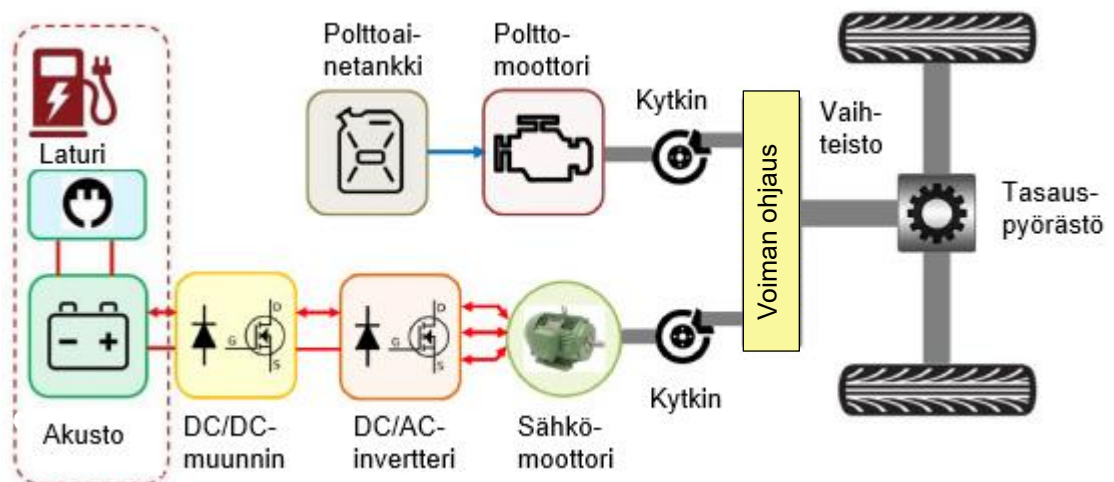 Polttoai-
netankki
Poltto-
moottori
Kytkin
Vaih-
teisto
Laturi
Voiman ohjaus
Tasaus-
pyörästö
D
G
S
D
G
S
Akusto
DC/DC-
muunnin
DC/AC-
invertteri
Sähkö-
moottori
Kytkin